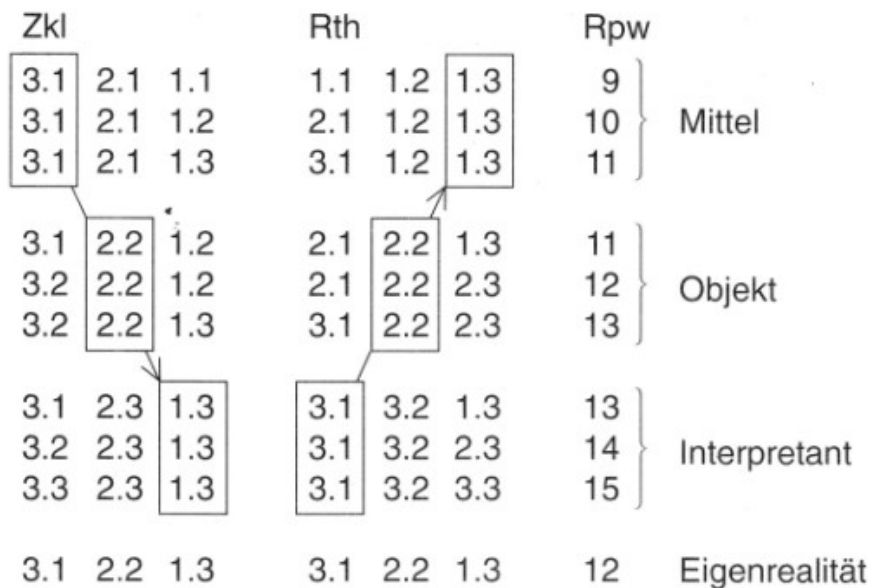 Zkl Rth Rpw
3.1 2.1 1.1 1.1 1.2 1.3 9
3.1 2.1 1.2 2.1 1.2 1.3 10 Mittel
3.1 2.1 1.3 3.1 1.2 1.3 11
3.1 2.2 1.2 2.1 2.2 1.3 11
3.2 2.2 1.2 2.1 2.2 2.3 12 Objekt
3.2 2.2 1.3 3.1 2.2 2.3 13
3.1 2.3 1.3 3.1 3.2 1.3 13
3.2 2.3 1.3 3.1 3.2 2.3 14 Interpretant
3.3 2.3 1.3 3.1 3.2 3.3 15
3.1 2.2 1.3 3.1 2.2 1.3 12 Eigenrealität